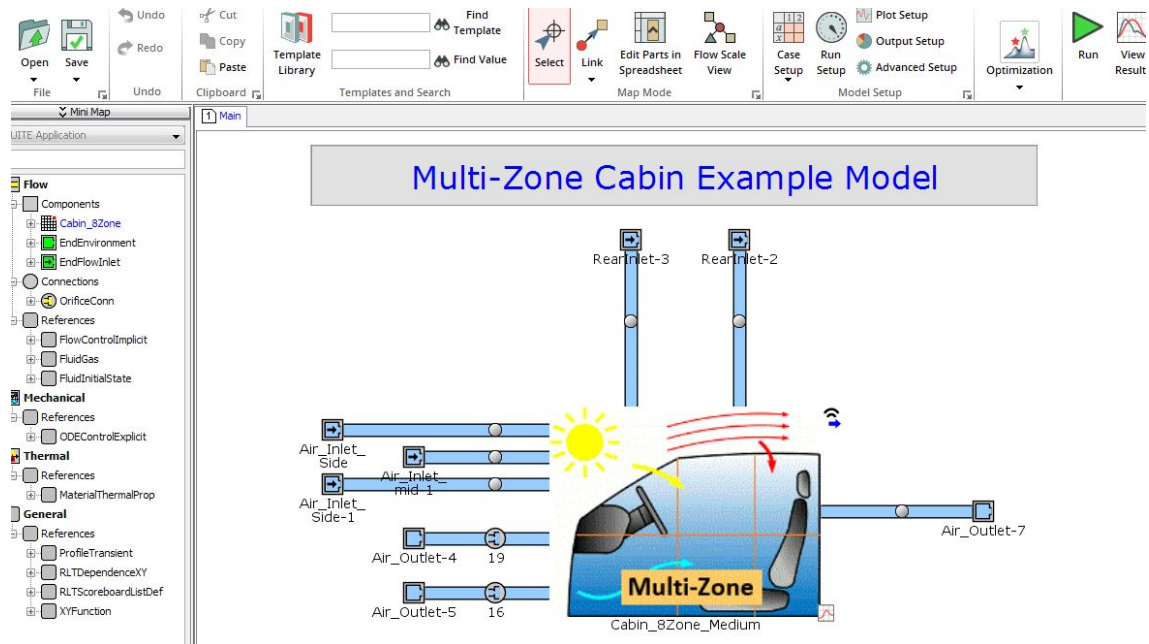 Undo
Cut
Find
Template
Plot Setup
Redo
Copy
Output Setup
Open
Save
Paste
Template
Library
Find Value
Select
Link
Edit Parts in
Spreadsheet
Flow Scale
View
Case
Setup
Run
Setup
Advanced Setup
Optimization
Run
View
Result
File
Undo
Clipboard
Templates and Search
Map Mode
Model Setup
Mini Map
1 Main
UITE Application
Multi-Zone Cabin Example Model
Flow
Components
Cabin_8Zone
EndEnvironment
EndFlowInlet
Connections
OrificeConn
References
FlowControlImplicit
FluidGas
FluidInitialState
Mechanical
References
ODEControlExplicit
Thermal
References
MaterialThermalProp
General
References
ProfileTransient
RLTDependenceXY
RLTScoreboardListDef
XYFunction
RearInlet-3
RearInlet-2
Air_Inlet_
Side
Air_Inlet_
mid-1
Air_Inlet_
Side-1
Air_Outlet-4
19
Air_Outlet-7
Air_Outlet-5
16
Multi-Zone
Cabin_8Zone_Medium